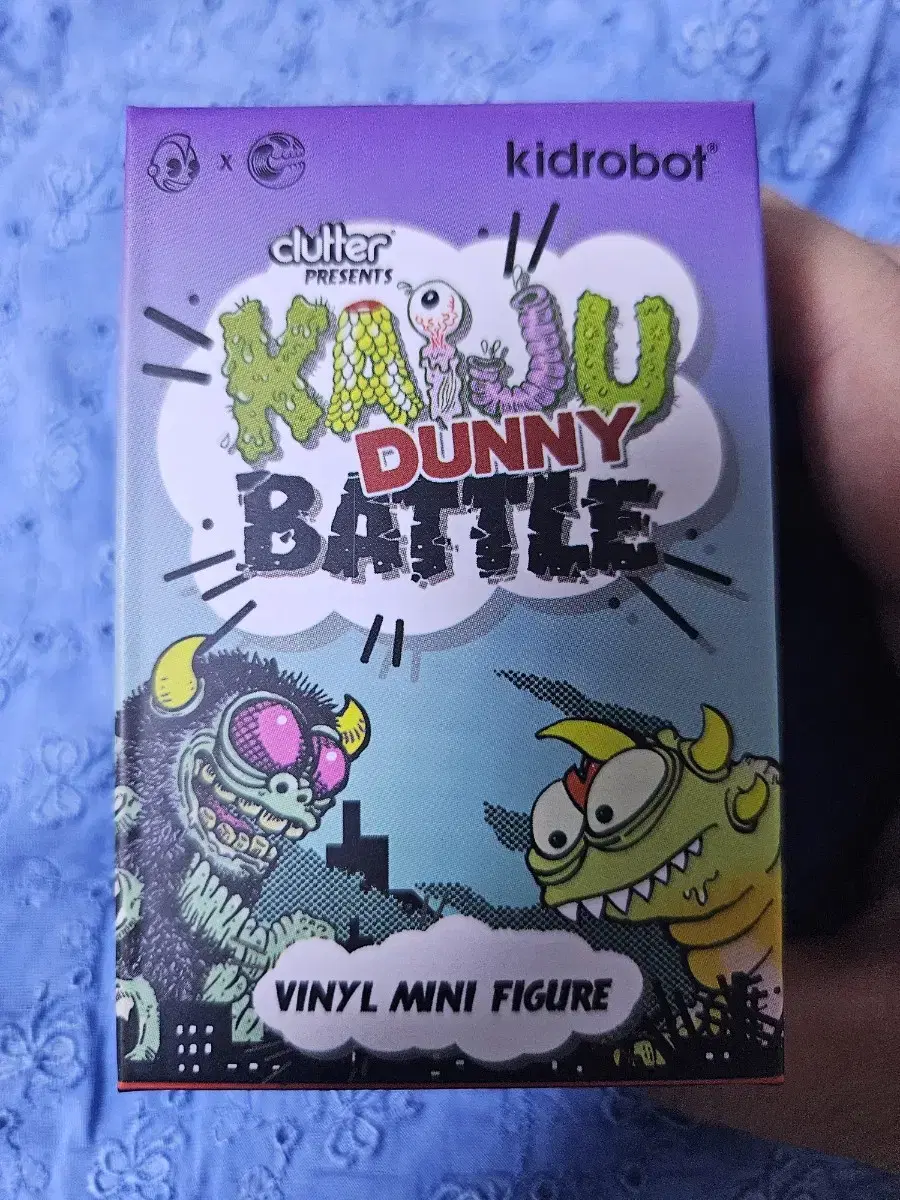 x
kidrobot®
clutter
PRESENTS
KAIJU
DUNNY
BATTLE
VINYL MINI FIGURE